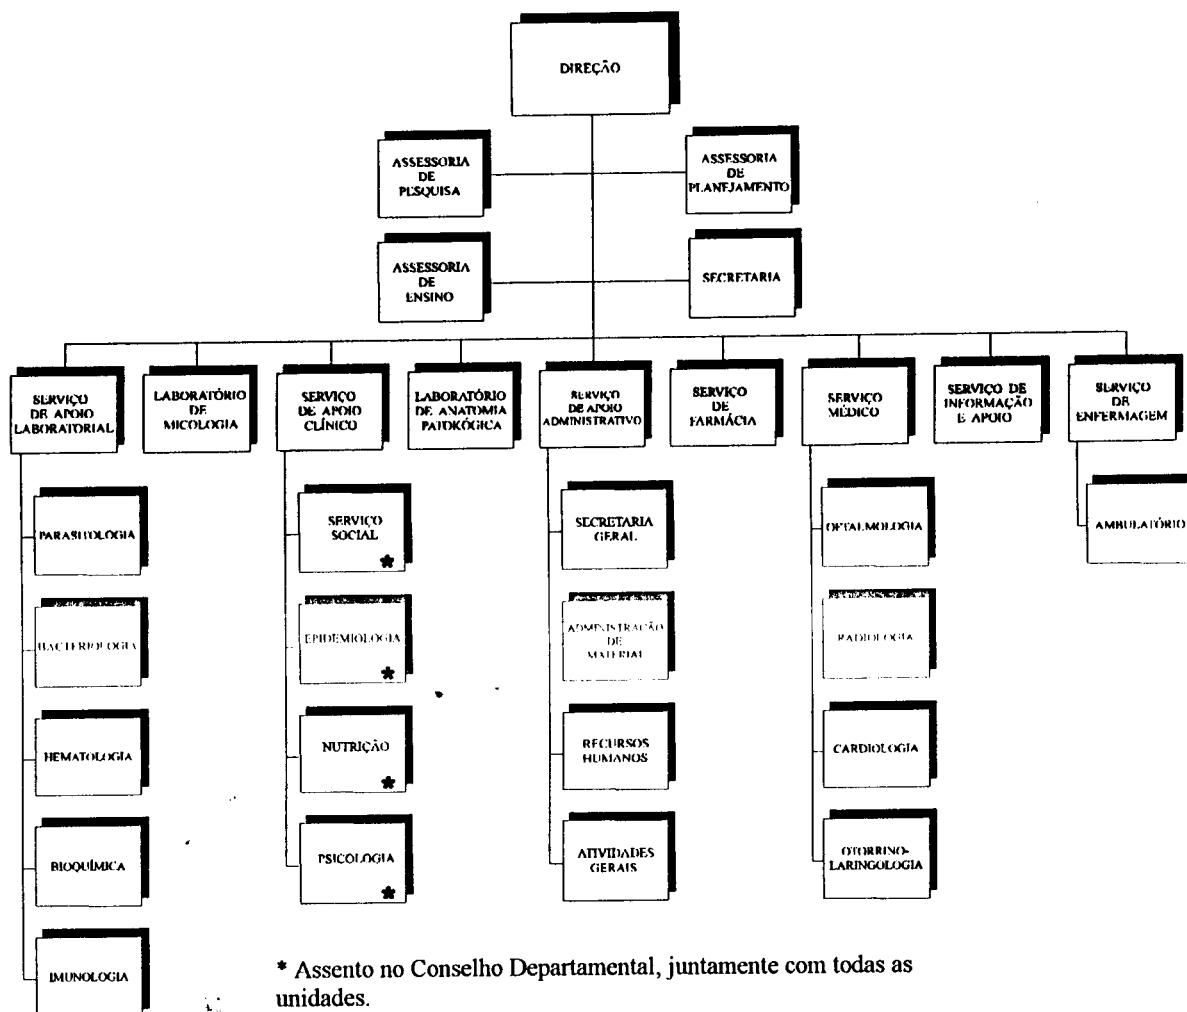 DIREÇÃO
ASSESSORIA
DE
PESQUISA
ASSESSORIA
DE
PLANEJAMENTO
ASSESSORIA
DE
ENSINO
SECRETARIA
SERVIÇO
DE APOIO
LABORATORIAL
LABORATÓRIO
DE
MICOLOGIA
SERVIÇO
DE APOIO
CLÍNICO
LABORATÓRIO
DE ANATOMIA
PATOKÓGICA
SERVIÇO
DE APOIO
ADMINISTRATIVO
SERVIÇO
DE
FARMÁCIA
SERVIÇO
MÉDICO
SERVIÇO DE
INFORMAÇÃO
E APOIO
SERVIÇO
DE
ENFERMAGEM
PARASITOLOGIA
BACTERIOLOGIA
HEMATOLOGIA
BIOQUÍMICA
IMUNOLOGIA
SERVIÇO
SOCIAL
*
EPIDEMIOLOGIA
*
NUTRIÇÃO
*
PSICOLOGIA
*
SECRETARIA
GERAL
ADMINISTRAÇÃO
DE
MATERIAL
RECURSOS
HUMANOS
ATIVIDADES
GERAIS
OFTALMOLOGIA
RADIOLOGIA
CARDIOLOGIA
OTORRINO-
LARINGOLOGIA
AMBULATÓRIO
* Assento no Conselho Departamental, juntamente com todas as
unidades.